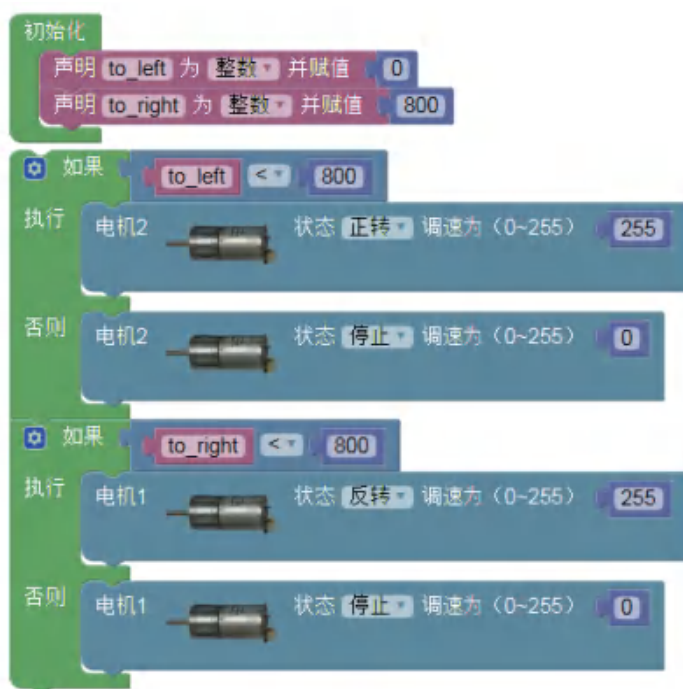 初始化
声明 to_left 为 整数 并赋值 0
声明 to_right 为 整数 并赋值 800
如果 to_left < 800
执行 电机2 状态 正转 调速为（0~255） 255
否则 电机2 状态 停止 调速为（0~255） 0
如果 to_right < 800
执行 电机1 状态 反转 调速为（0~255） 255
否则 电机1 状态 停止 调速为（0~255） 0